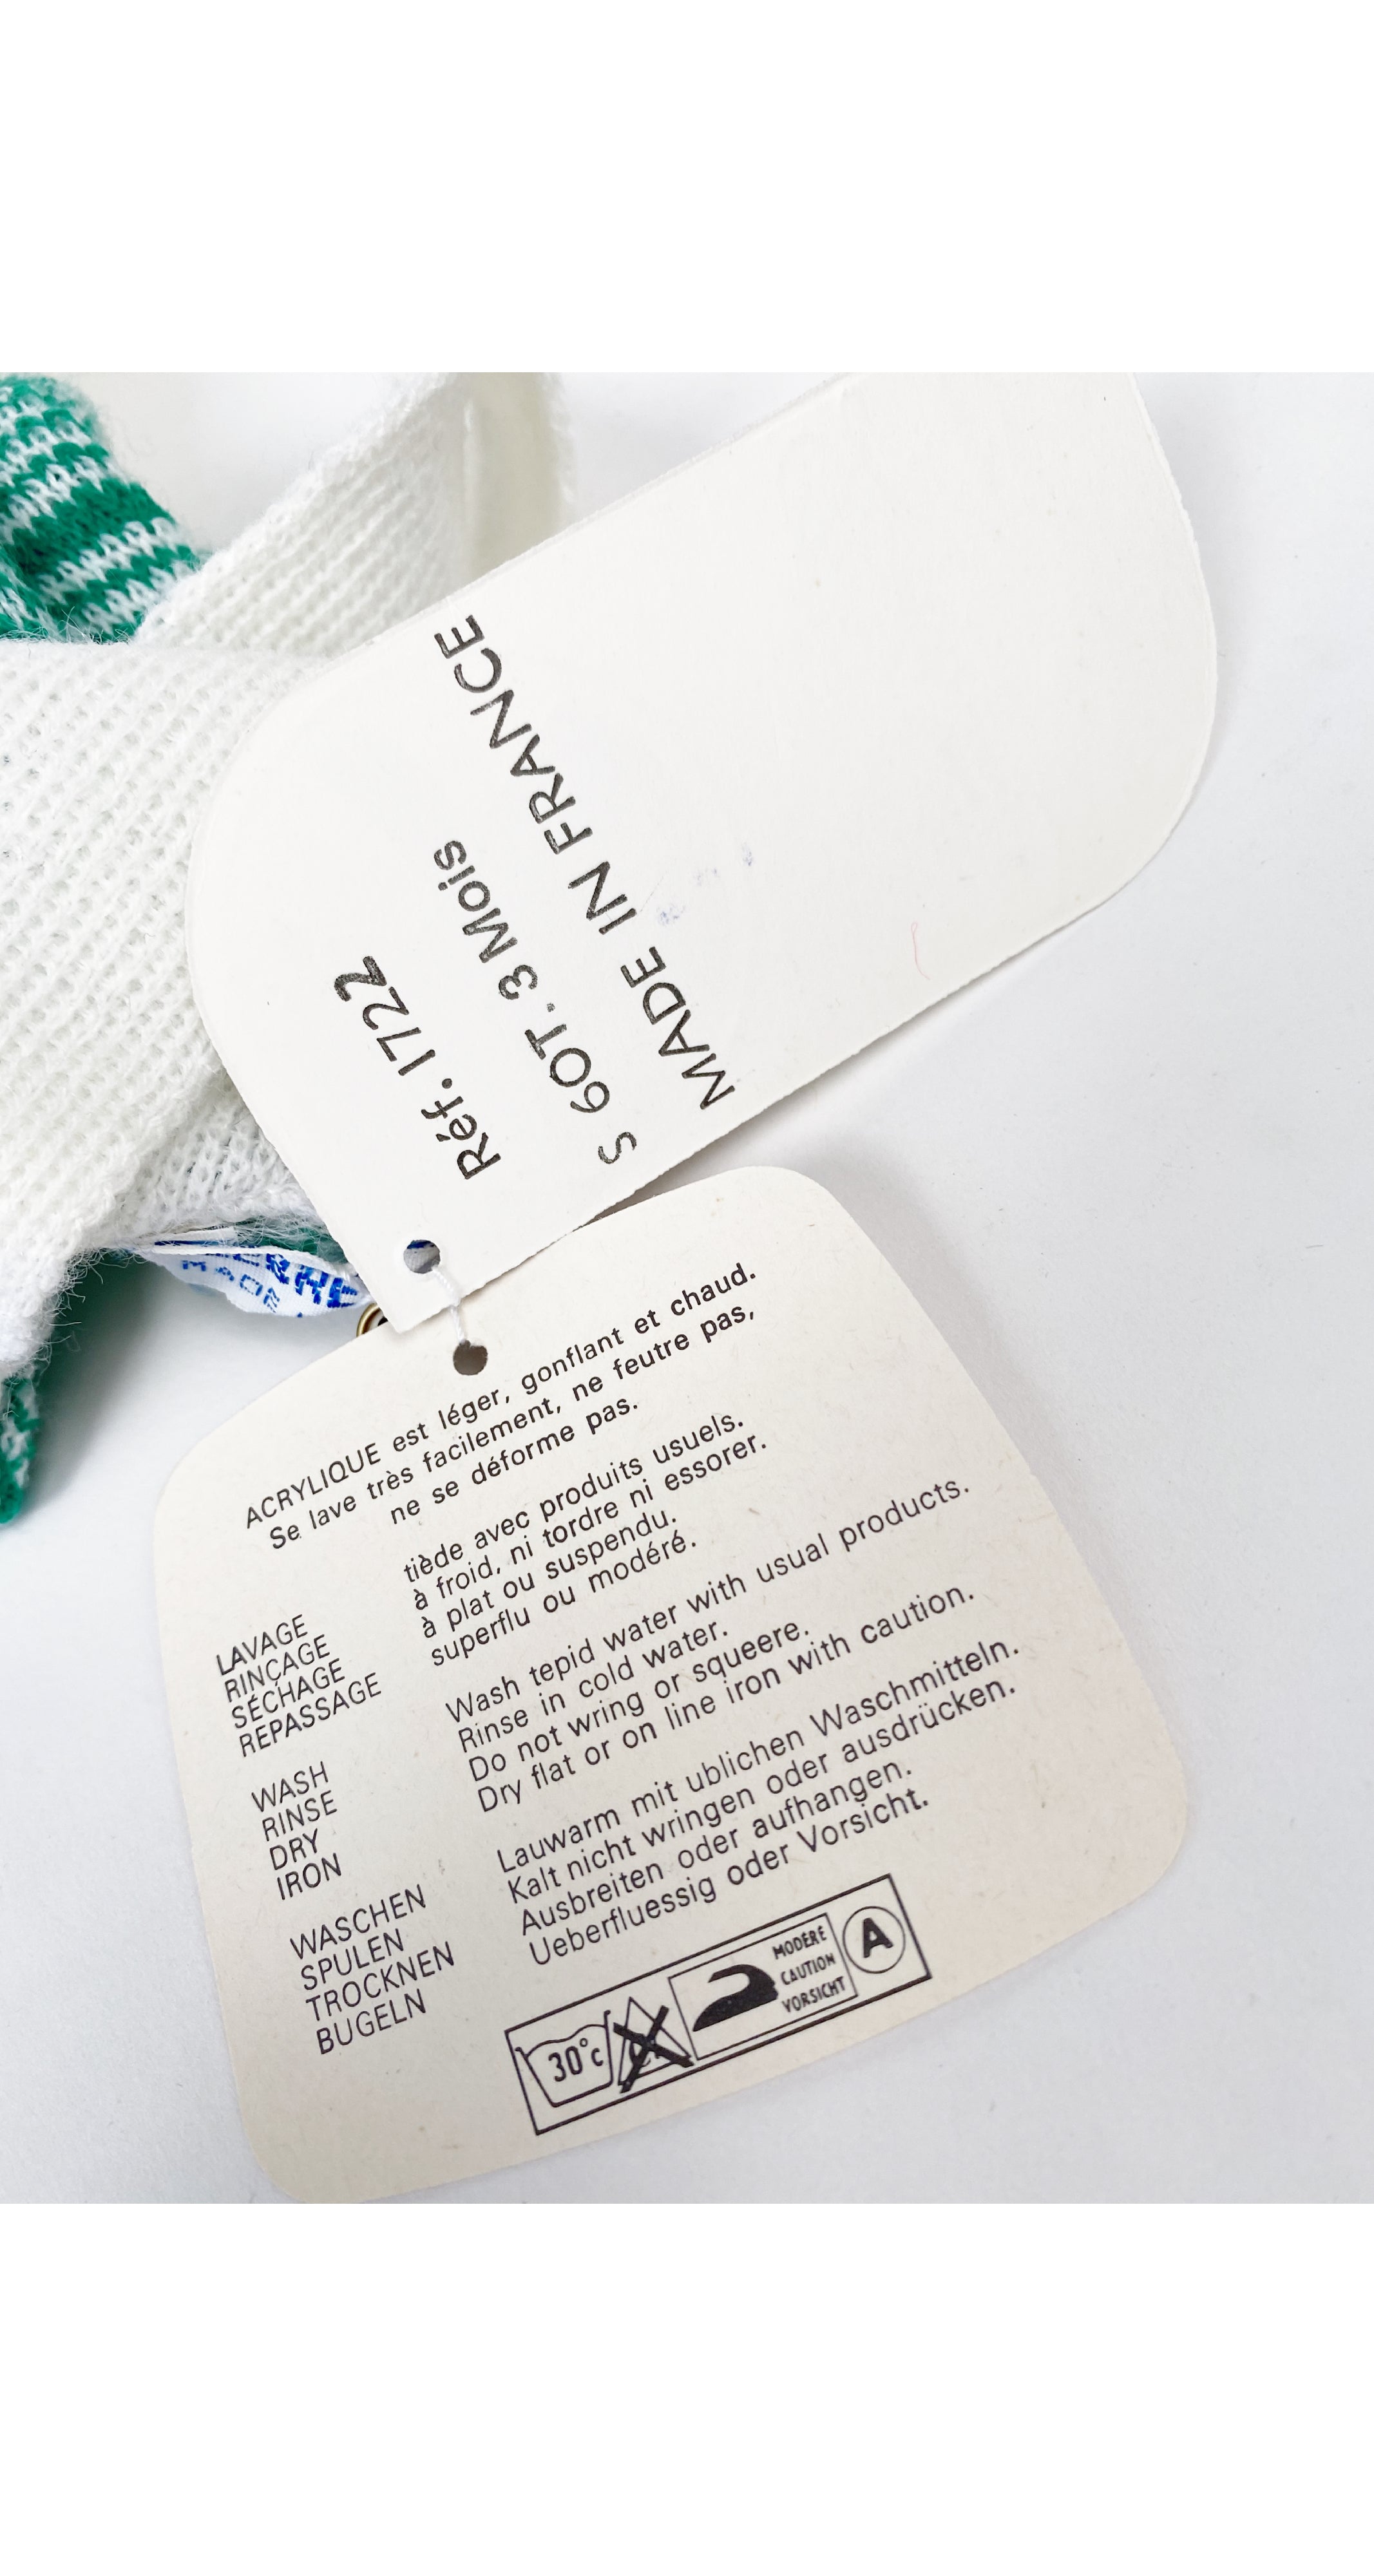 Réf. 1722
S 60T. 3 Mois
MADE IN FRANCE
MADE
ACRYLIQUE est léger, gonflant et chaud.
Se lave très facilement, ne feutre pas,
ne se déforme pas.
LAVAGE tiède avec produits usuels.
RINÇAGE à froid, ni tordre ni essorer.
SÉCHAGE à plat ou suspendu.
REPASSAGE superflu ou modéré.
WASH Wash tepid water with usual products.
RINSE Rinse in cold water.
DRY Do not wring or squeere.
IRON Dry flat or on line iron with caution.
WASCHEN Lauwarm mit ublichen Waschmitteln.
SPULEN Kalt nicht wringen oder ausdrücken.
TROCKNEN Ausbreiten oder aufhangen.
BUGELN Ueberfluessig oder Vorsicht.
30°c MODÉRÉ A
CAUTION
VORSICHT